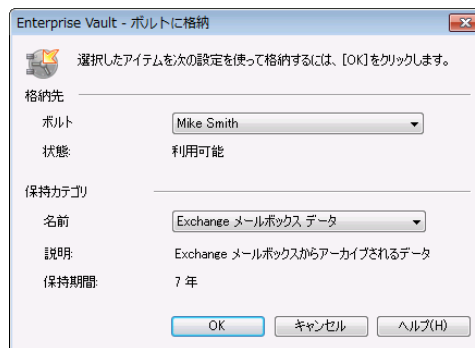 Enterprise Vault - ボルトに格納
選択したアイテムを次の設定を使って格納するには、[OK]をクリックします。
格納先
ボルト Mike Smith
状態: 利用可能
保持カテゴリ
名前 Exchange メールボックス データ
説明: Exchange メールボックスからアーカイブされるデータ
保持期間: 7 年
OK キャンセル ヘルプ(H)